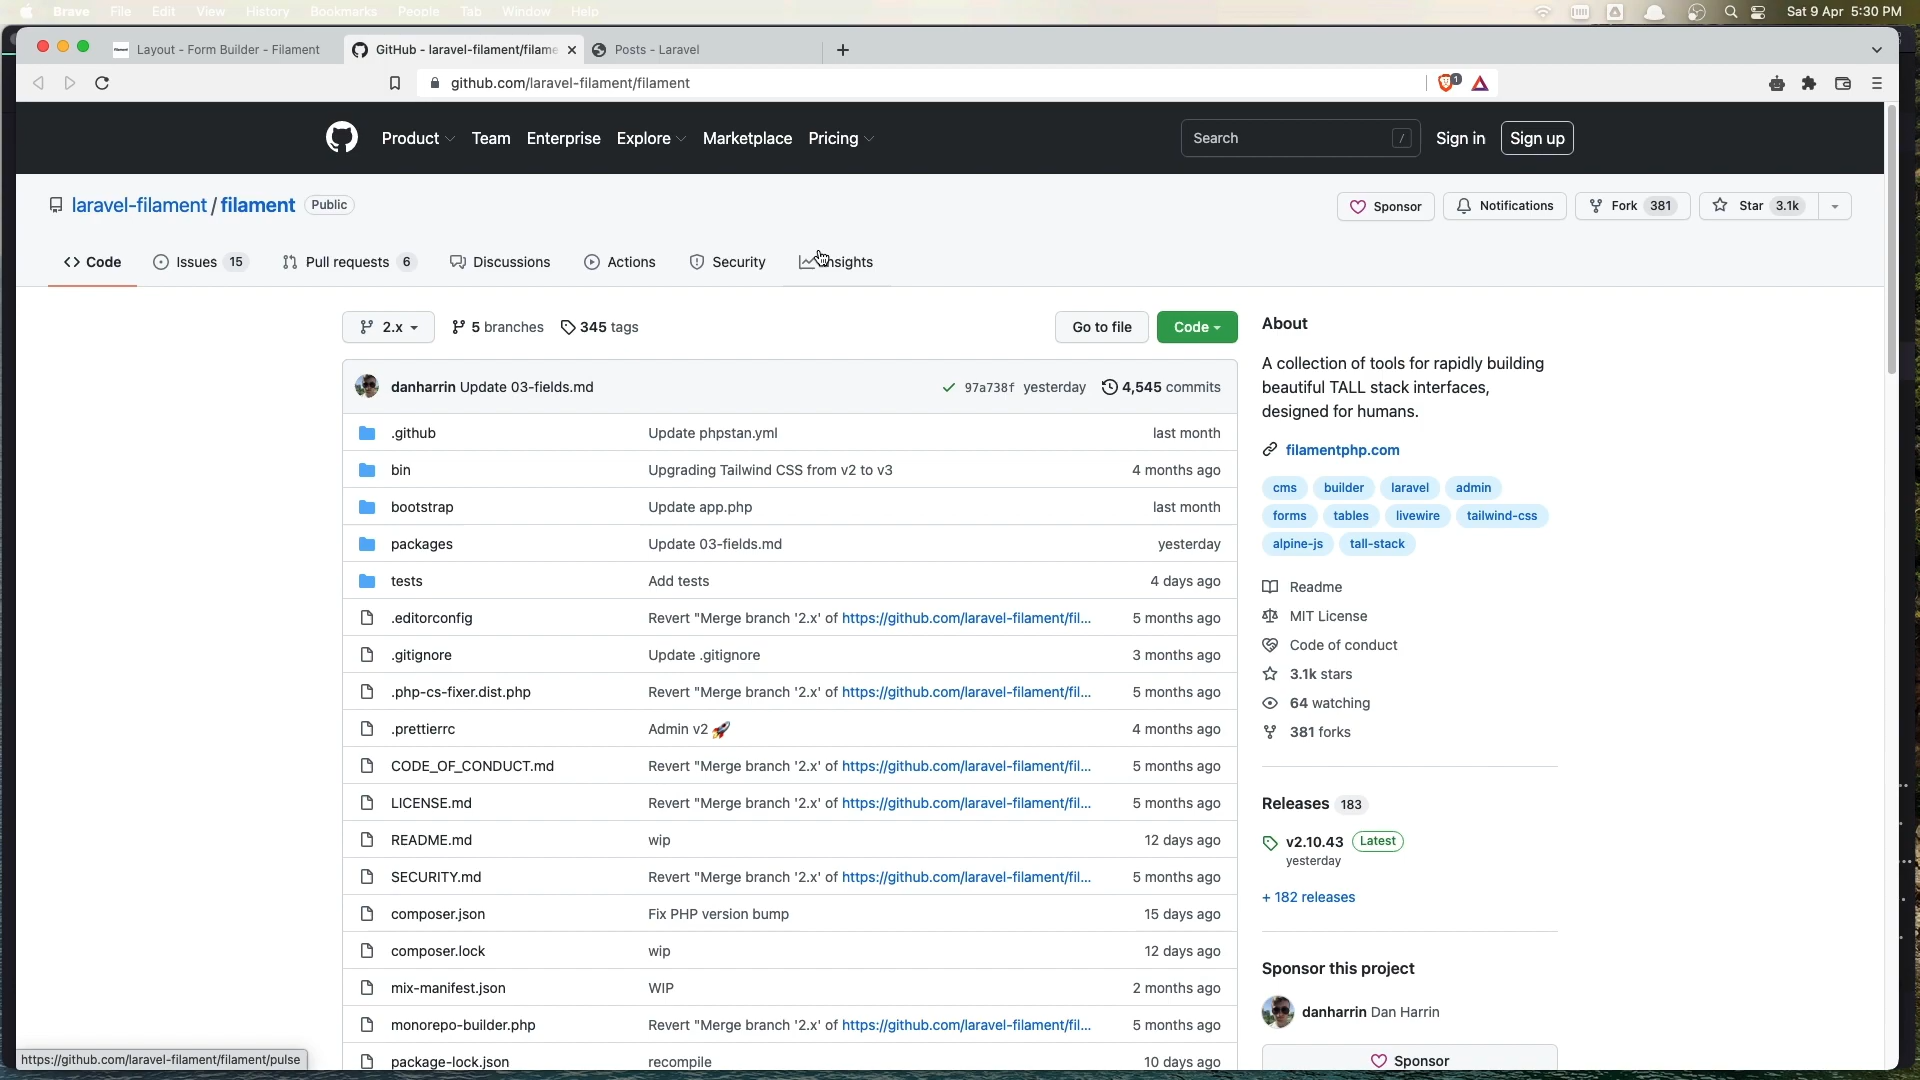 Brave File Edit View History Bookmarks People Tab Window Help Sat 9 Apr 5:30 PM
Layout - Form Builder - Filament
GitHub - laravel-filament/filame
Posts - Laravel
github.com/laravel-filament/filament
1
Product Team Enterprise Explore Marketplace Pricing
Search /
Sign in Sign up
laravel-filament / filament Public
Sponsor Notifications Fork 381 Star 3.1k
Code Issues 15 Pull requests 6 Discussions Actions Security Insights
2.x 5 branches 345 tags
Go to file Code
danharrin Update 03-fields.md 97a738f yesterday 4,545 commits
.github Update phpstan.yml last month
bin Upgrading Tailwind CSS from v2 to v3 4 months ago
bootstrap Update app.php last month
packages Update 03-fields.md yesterday
tests Add tests 4 days ago
.editorconfig Revert "Merge branch '2.x' of https://github.com/laravel-filament/fil... 5 months ago
.gitignore Update .gitignore 3 months ago
.php-cs-fixer.dist.php Revert "Merge branch '2.x' of https://github.com/laravel-filament/fil... 5 months ago
.prettierrc Admin v2 🚀 4 months ago
CODE_OF_CONDUCT.md Revert "Merge branch '2.x' of https://github.com/laravel-filament/fil... 5 months ago
LICENSE.md Revert "Merge branch '2.x' of https://github.com/laravel-filament/fil... 5 months ago
README.md wip 12 days ago
SECURITY.md Revert "Merge branch '2.x' of https://github.com/laravel-filament/fil... 5 months ago
composer.json Fix PHP version bump 15 days ago
composer.lock wip 12 days ago
mix-manifest.json WIP 2 months ago
monorepo-builder.php Revert "Merge branch '2.x' of https://github.com/laravel-filament/fil... 5 months ago
package-lock.json recompile 10 days ago
About
A collection of tools for rapidly building
beautiful TALL stack interfaces,
designed for humans.
filamentphp.com
cms builder laravel admin
forms tables livewire tailwind-css
alpine-js tall-stack
Readme
MIT License
Code of conduct
3.1k stars
64 watching
381 forks
Releases 183
v2.10.43 Latest
yesterday
+ 182 releases
Sponsor this project
danharrin Dan Harrin
Sponsor
https://github.com/laravel-filament/filament/pulse